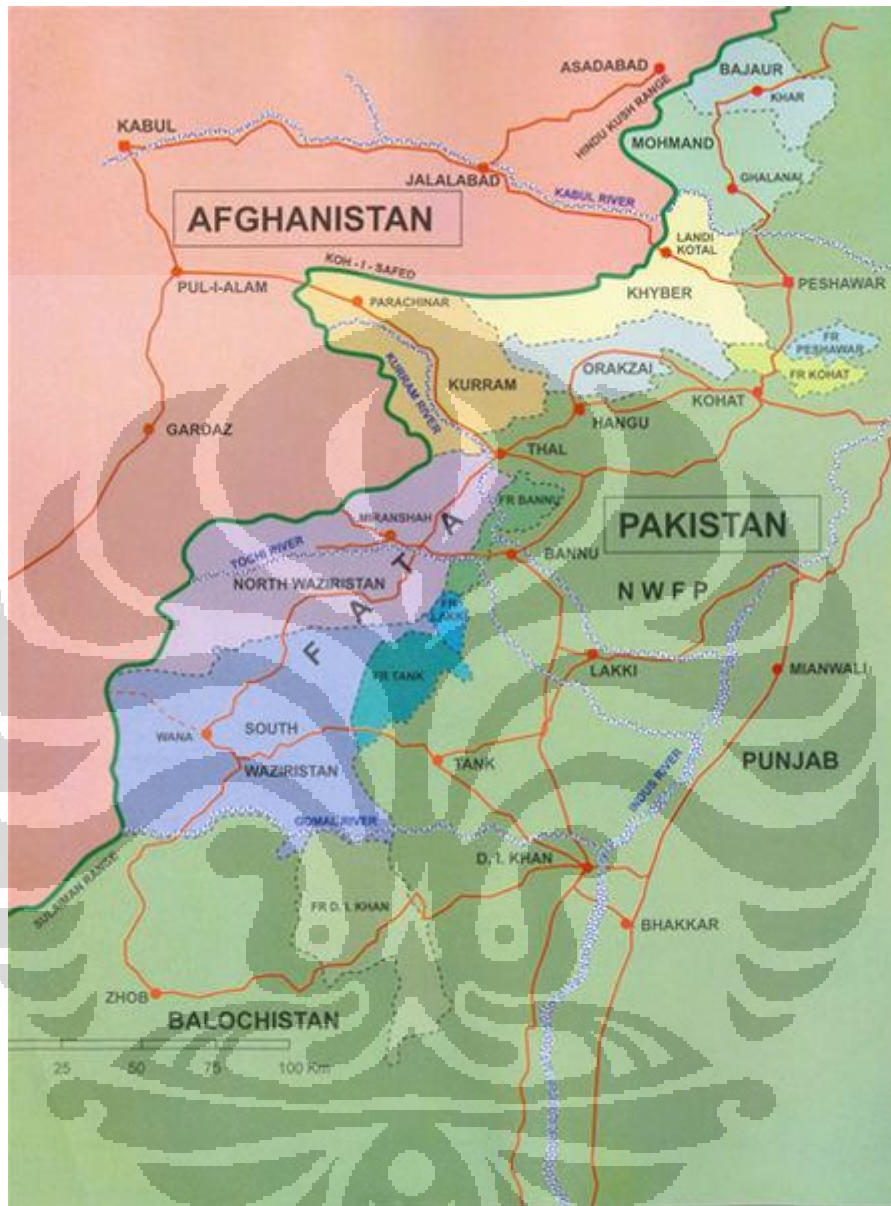 ASADABAD
BAJAUR
KHAR
HINDU KUSH RANGE
KABUL
MOHMAND
GHALANAI
JALALABAD
KABUL RIVER
AFGHANISTAN
LANDI
KOTAL
KOH - I - SAFED
PUL-I-ALAM
PARACHINAR
KHYBER
PESHAWAR
FR
PESHAWAR
FR KOHAT
ORAKZAI
KURRAM
KURRAM RIVER
KOHAT
HANGU
GARDAZ
THAL
FR BANNU
MIRANSHAH
PAKISTAN
TOCHI RIVER
BANNU
NORTH WAZIRISTAN
F A T A
N W F P
FR
LAKKI
LAKKI
MIANWALI
FR TANK
WANA
SOUTH
WAZIRISTAN
TANK
PUNJAB
INDUS RIVER
GOMAL RIVER
D. I. KHAN
SULAIMAN RANGE
FR D. I. KHAN
BHAKKAR
ZHOB
BALOCHISTAN
25 50 75 100 Km